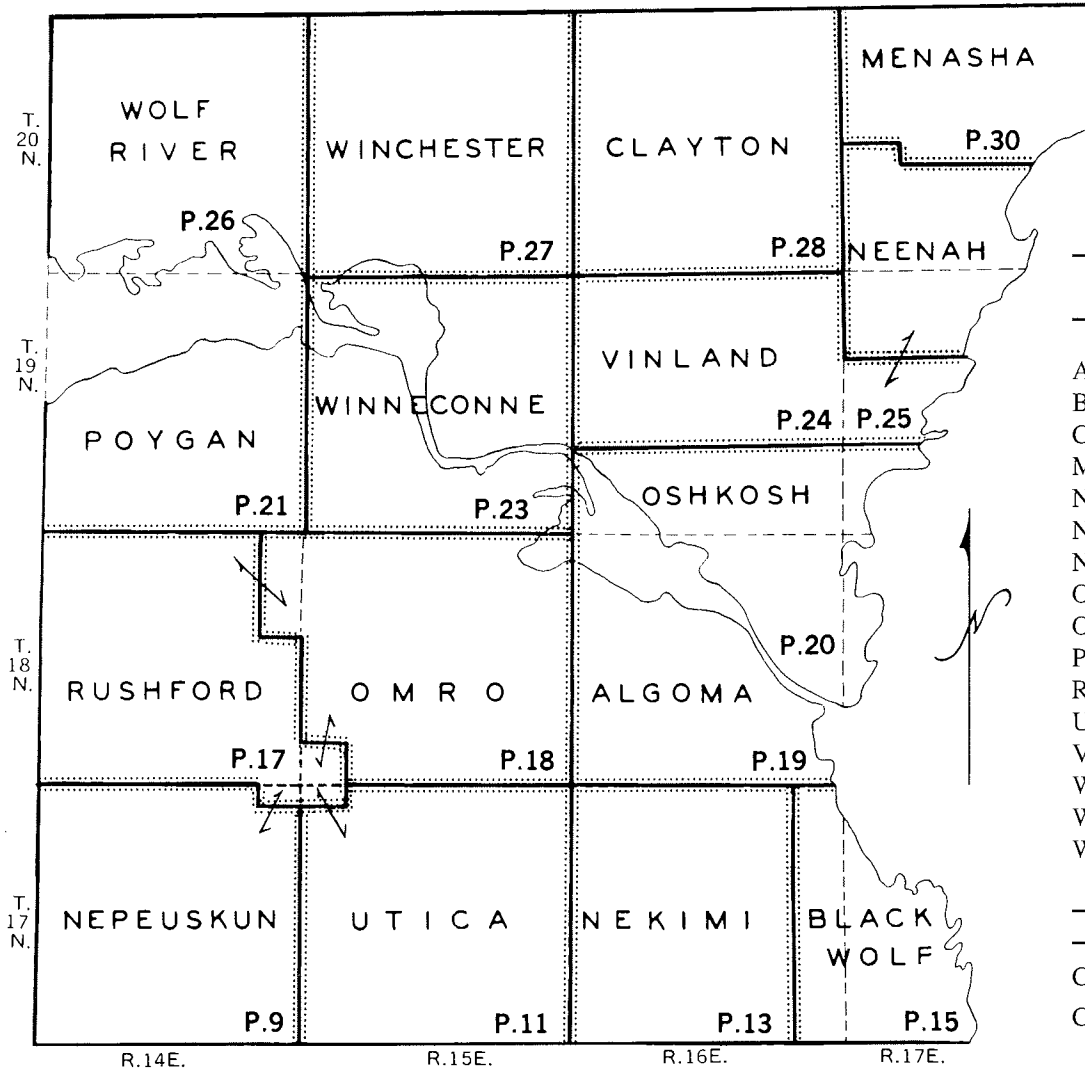 MENASHA
WOLF
RIVER
WINCHESTER
CLAYTON
T.
20
N.
P.30
P.26
P.27
P.28
NEENAH
T.
19
N.
VINLAND
WINNECONNE
POYGAN
P.24
P.25
OSHKOSH
P.21
P.23
N
T.
18
N.
P.20
RUSHFORD
OMRO
ALGOMA
P.17
P.18
P.19
T.
17
N.
NEPEUSKUN
UTICA
NEKIMI
BLACK
WOLF
P.9
P.11
P.13
P.15
R.14E.
R.15E.
R.16E.
R.17E.
A
B
C
M
N
N
N
O
O
P
R
U
V
W
W
W
C
C